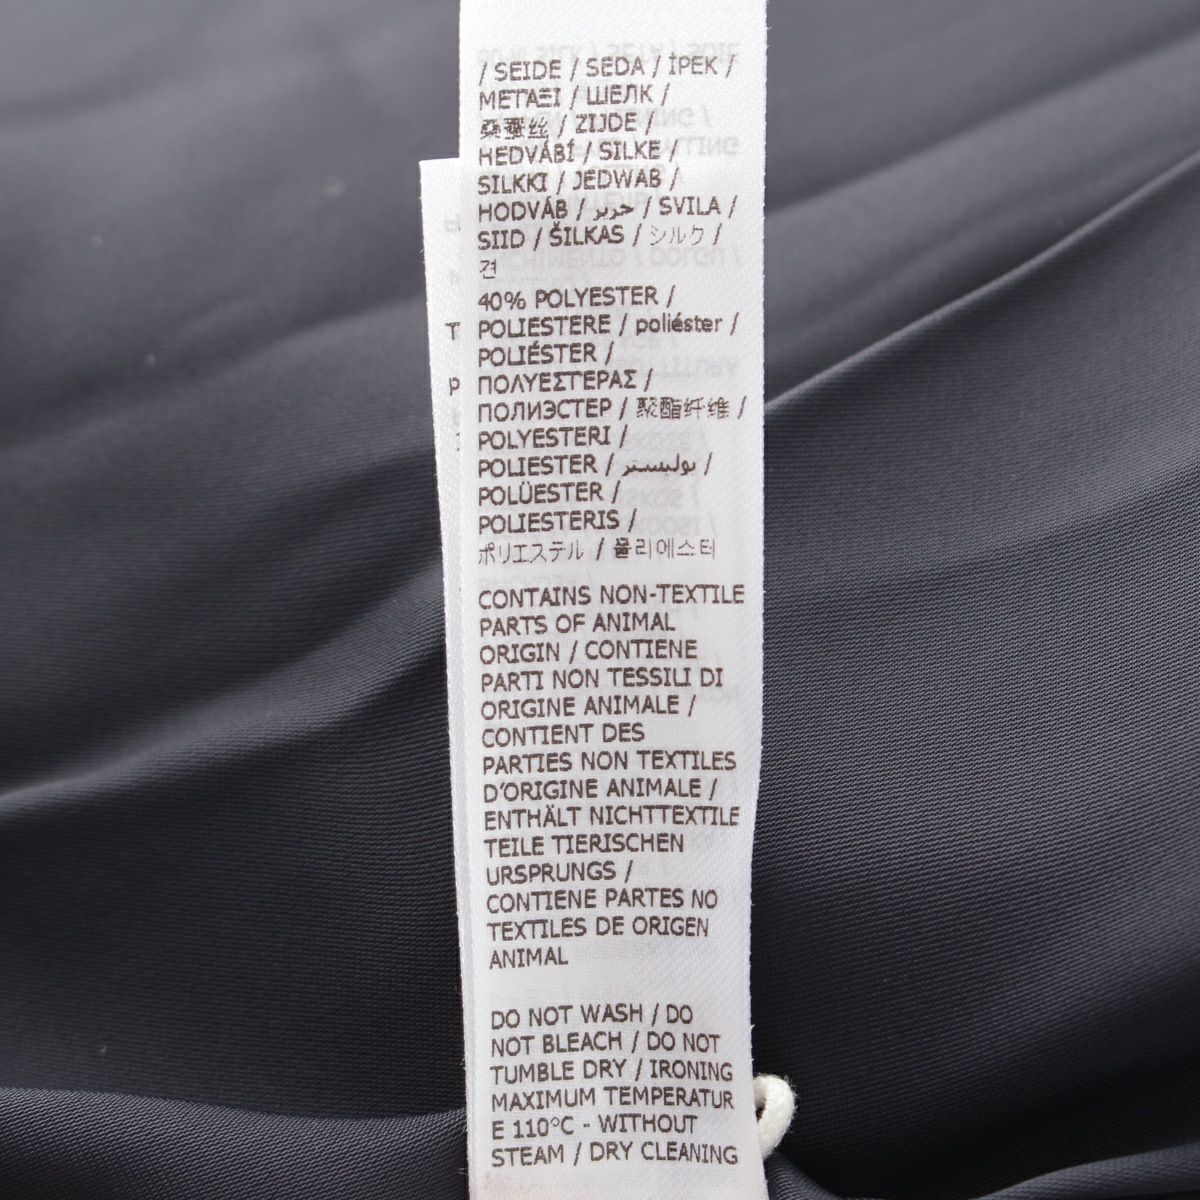 / SEIDE / SEDA / İPEK /
ΜΕΤΑΞΙ / ШЕЛК /
桑蚕丝 / ZIJDE /
HEDVÁBÍ / SILKE /
SILKKI / JEDWAB /
HODVÁB / حرير / SVILA /
SIID / ŠILKAS / シルク /
견
40% POLYESTER /
POLIESTERE / poliéster /
POLIÉSTER /
ΠΟΛΥΕΣΤΕΡΑΣ /
ПОЛИЭСТЕР / 聚酯纤维 /
POLYESTERI /
POLIESTER / بوليستر /
POLÜESTER /
POLIESTERIS /
ポリエステル / 폴리에스터
CONTAINS NON-TEXTILE
PARTS OF ANIMAL
ORIGIN / CONTIENE
PARTI NON TESSILI DI
ORIGINE ANIMALE /
CONTIENT DES
PARTIES NON TEXTILES
D'ORIGINE ANIMALE /
ENTHÄLT NICHTTEXTILE
TEILE TIERISCHEN
URSPRUNGS /
CONTIENE PARTES NO
TEXTILES DE ORIGEN
ANIMAL
DO NOT WASH / DO
NOT BLEACH / DO NOT
TUMBLE DRY / IRONING
MAXIMUM TEMPERATUR
E 110°C - WITHOUT
STEAM / DRY CLEANING